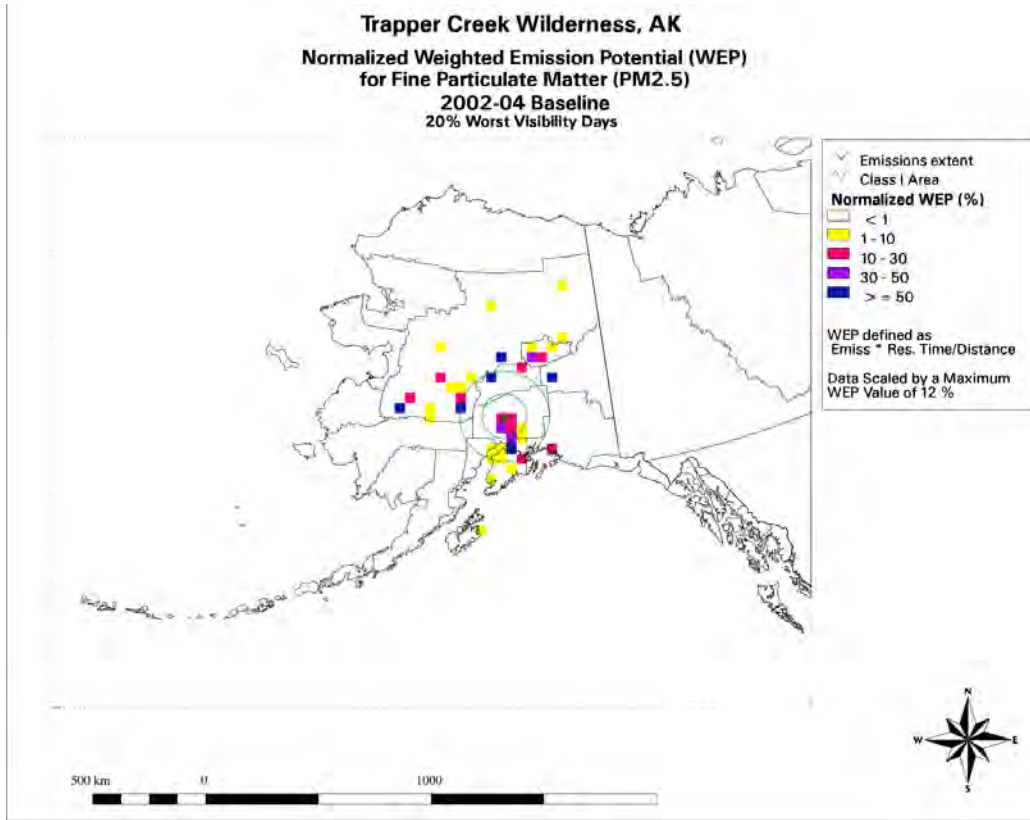 Trapper Creek Wilderness, AK
Normalized Weighted Emission Potential (WEP)
for Fine Particulate Matter (PM2.5)
2002-04 Baseline
20% Worst Visibility Days
Emissions extent
Class I Area
Normalized WEP (%)
< 1
1 - 10
10 - 30
30 - 50
> = 50
WEP defined as
Emiss * Res. Time/Distance
Data Scaled by a Maximum
WEP Value of 12 %
N
W E
S
500 km 0 1000